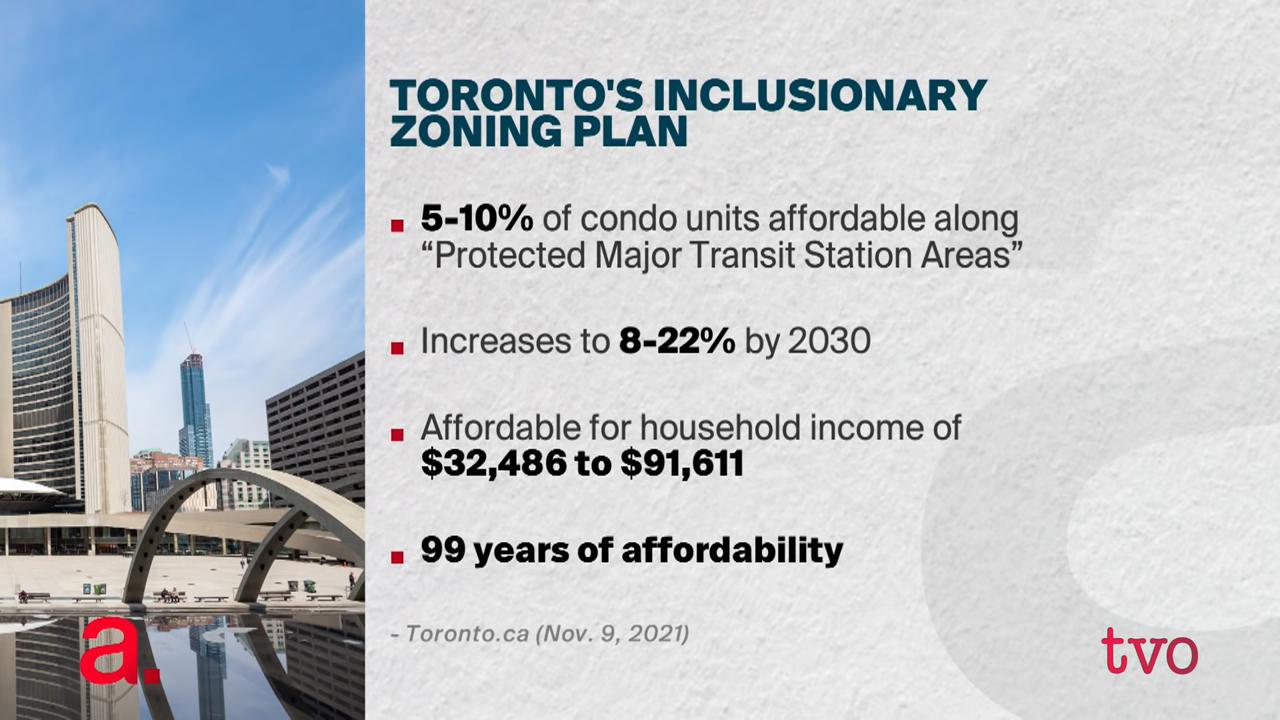 TORONTO'S INCLUSIONARY
ZONING PLAN
5-10% of condo units affordable along
“Protected Major Transit Station Areas”
Increases to 8-22% by 2030
Affordable for household income of
$32,486 to $91,611
99 years of affordability
- Toronto.ca (Nov. 9, 2021)
a.
tvo